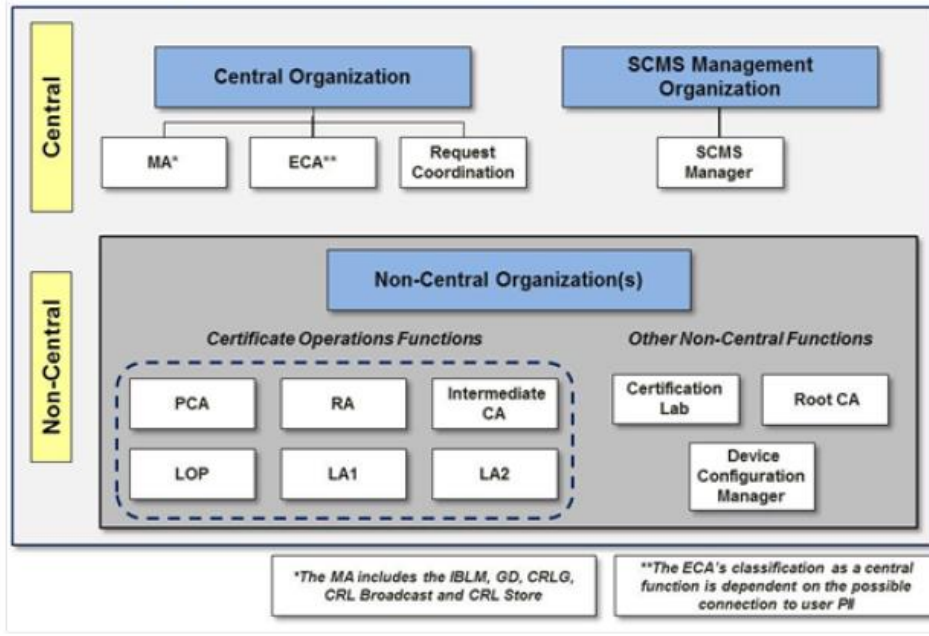 Central
Central Organization
SCMS Management
Organization
MA*
ECA**
Request
Coordination
SCMS
Manager
Non-Central
Non-Central Organization(s)
Certificate Operations Functions
Other Non-Central Functions
PCA
RA
Intermediate
CA
Certification
Lab
Root CA
LOP
LA1
LA2
Device
Configuration
Manager
*The MA includes the IBLM, GD, CRLG,
CRL Broadcast and CRL Store
**The ECA's classification as a central
function is dependent on the possible
connection to user PII